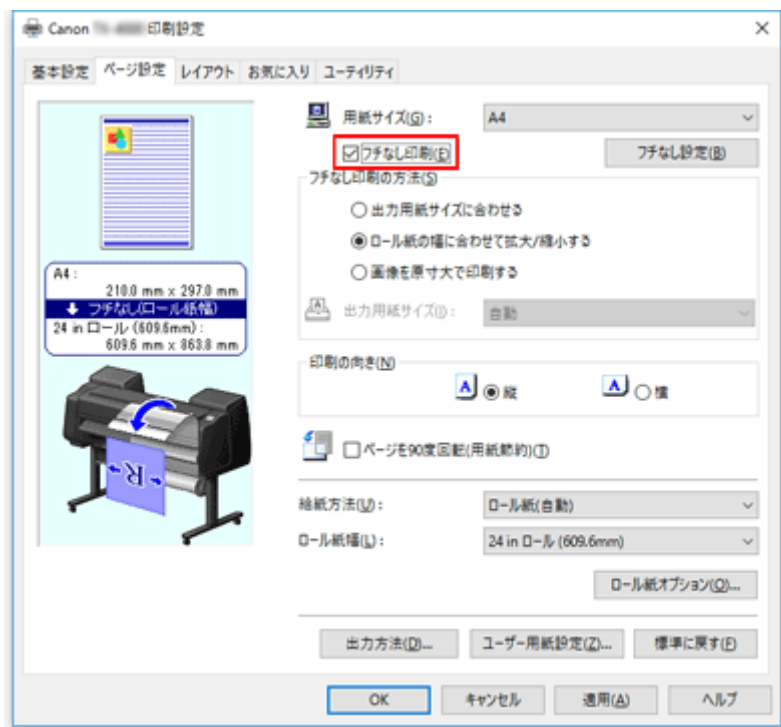 Canon 印刷設定
基本設定 ページ設定 レイアウト お気に入り ユーティリティ
用紙サイズ(G): A4
フチなし印刷(E) フチなし設定(B)
フチなし印刷の方法(S)
出力用紙サイズに合わせる
ロール紙の幅に合わせて拡大/縮小する
画像を原寸大で印刷する
出力用紙サイズ(I): 自動
A4:
210.0 mm x 297.0 mm
フチなし(ロール紙幅)
24 in ロール (609.6mm):
609.6 mm x 863.8 mm
印刷の向き(N)
A 縦 A 横
R
ページを90度回転(用紙節約)(T)
給紙方法(U): ロール紙(自動)
ロール紙幅(L): 24 in ロール (609.6mm)
ロール紙オプション(O)...
出力方法(D)... ユーザー用紙設定(Z)... 標準に戻す(F)
OK キャンセル 適用(A) ヘルプ